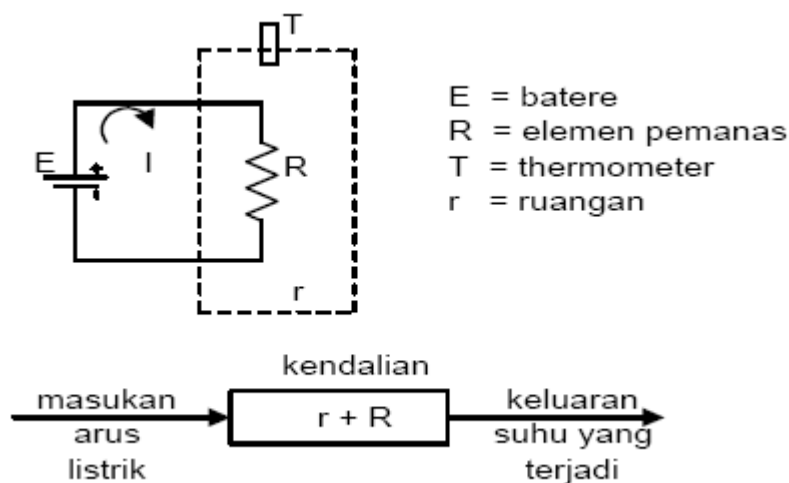 T
E = batere
R = elemen pemanas
T = thermometer
r = ruangan
E
I
R
r
kendalian
masukan
arus
listrik
r + R
keluaran
suhu yang
terjadi